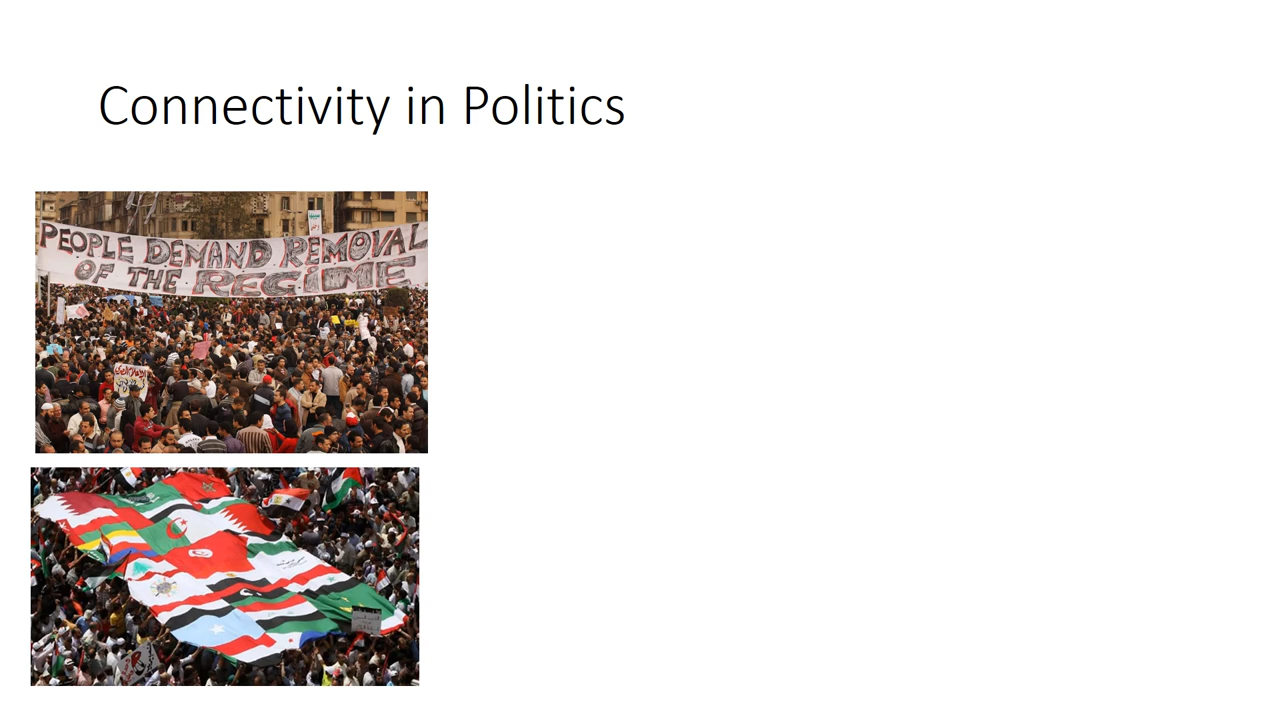 Connectivity in Politics
PEOPLE DEMAND REMOVAL
OF THE REGIME